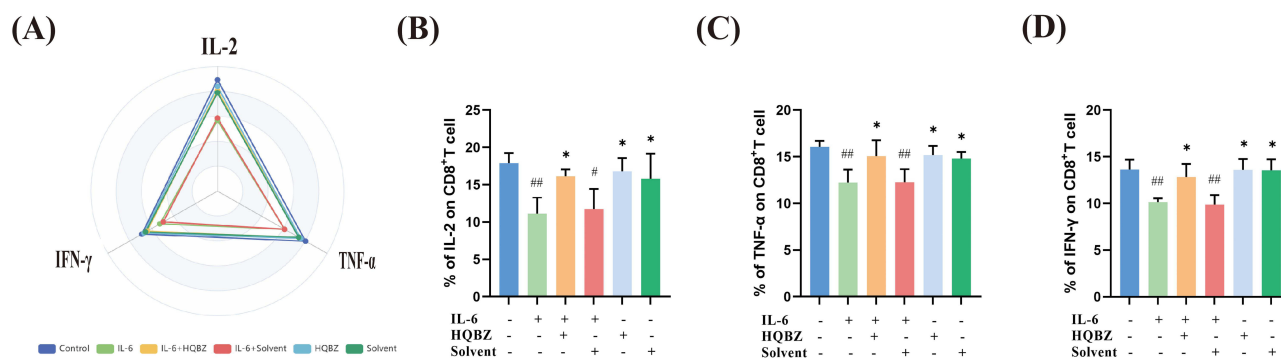 (A)
IL-2
IFN-γ
TNF-α
Control IL-6 IL-6+HQBZ IL-6+Solvent HQBZ Solvent
(B)
% of IL-2 on CD8⁺T cell
25
20
15
10
5
0
## * # * *
IL-6 - + + + - -
HQBZ - - + - + -
Solvent - - - + - +
(C)
% of TNF-α on CD8⁺T cell
20
15
10
5
0
## * ## * *
IL-6 - + + + - -
HQBZ - - + - + -
Solvent - - - + - +
(D)
% of IFN-γ on CD8⁺T cell
20
15
10
5
0
## * ## * *
IL-6 - + + + - -
HQBZ - - + - + -
Solvent - - - + - +